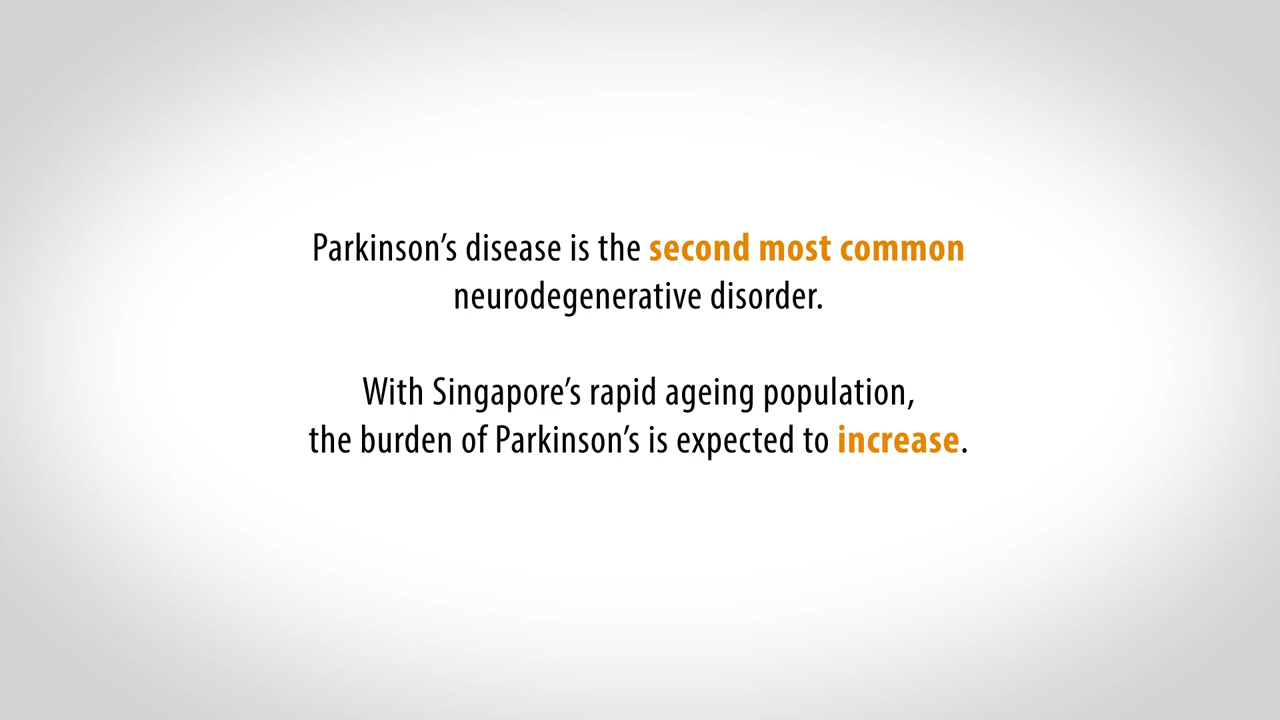 Parkinson’s disease is the second most common
neurodegenerative disorder.
With Singapore’s rapid ageing population,
the burden of Parkinson’s is expected to increase.